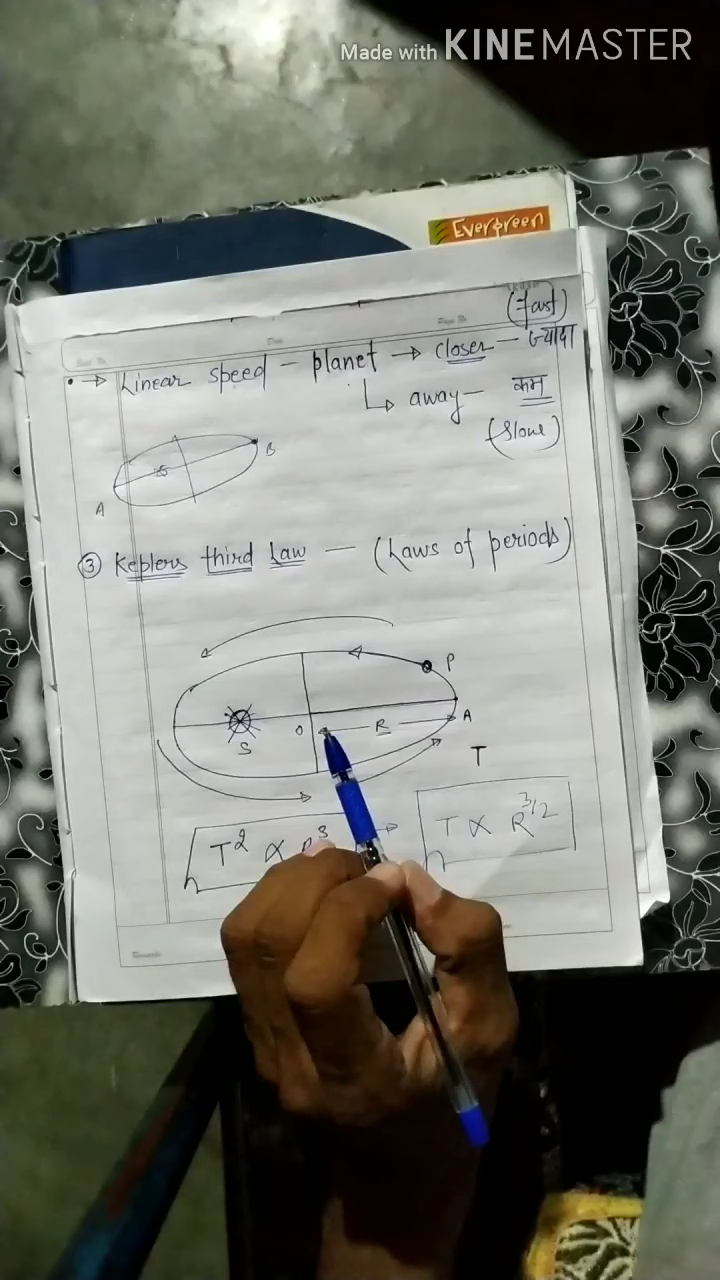 Made with KINEMASTER
Evergreen
(Fast)
• → Linear speed – planet → closer – ज्यादा
↳ away – कम
(Slow)
S
B
A
③ Keplers third Law — (Laws of periods)
P
S
O
R
A
T
T² ∝ R³ → T ∝ R^3/2